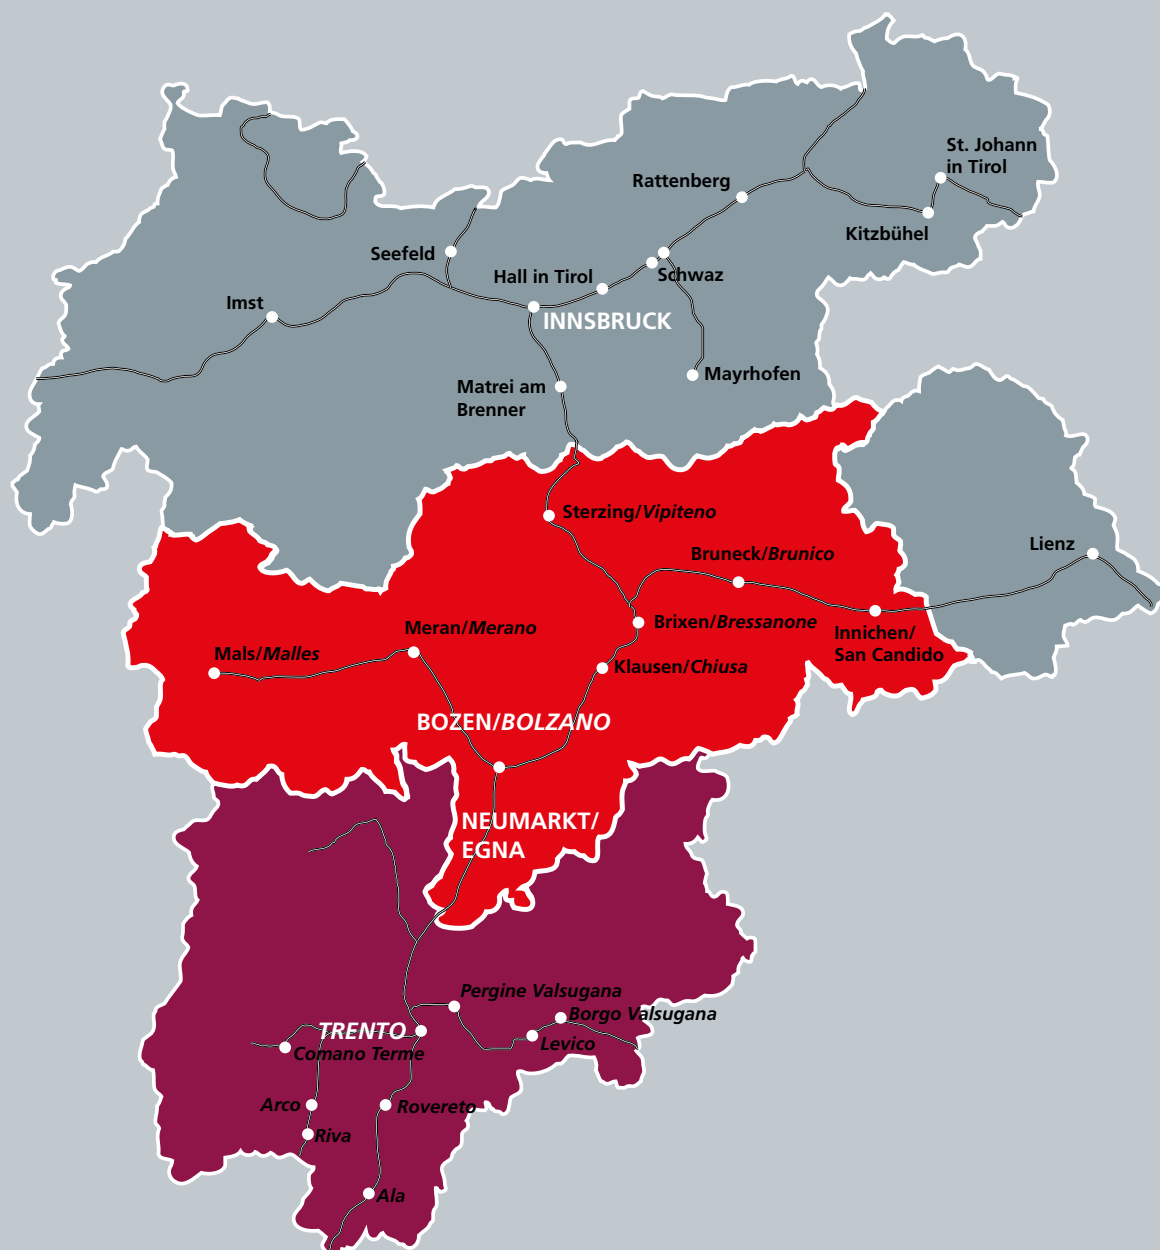 St. Johann
in Tirol
Rattenberg
Kitzbühel
Seefeld
Hall in Tirol
Schwaz
Imst
INNSBRUCK
Mayrhofen
Matrei am
Brenner
Sterzing/Vipiteno
Lienz
Bruneck/Brunico
Brixen/Bressanone
Meran/Merano
Innichen/
San Candido
Mals/Malles
Klausen/Chiusa
BOZEN/BOLZANO
NEUMARKT/
EGNA
Pergine Valsugana
Borgo Valsugana
TRENTO
Levico
Comano Terme
Arco
Rovereto
Riva
Ala